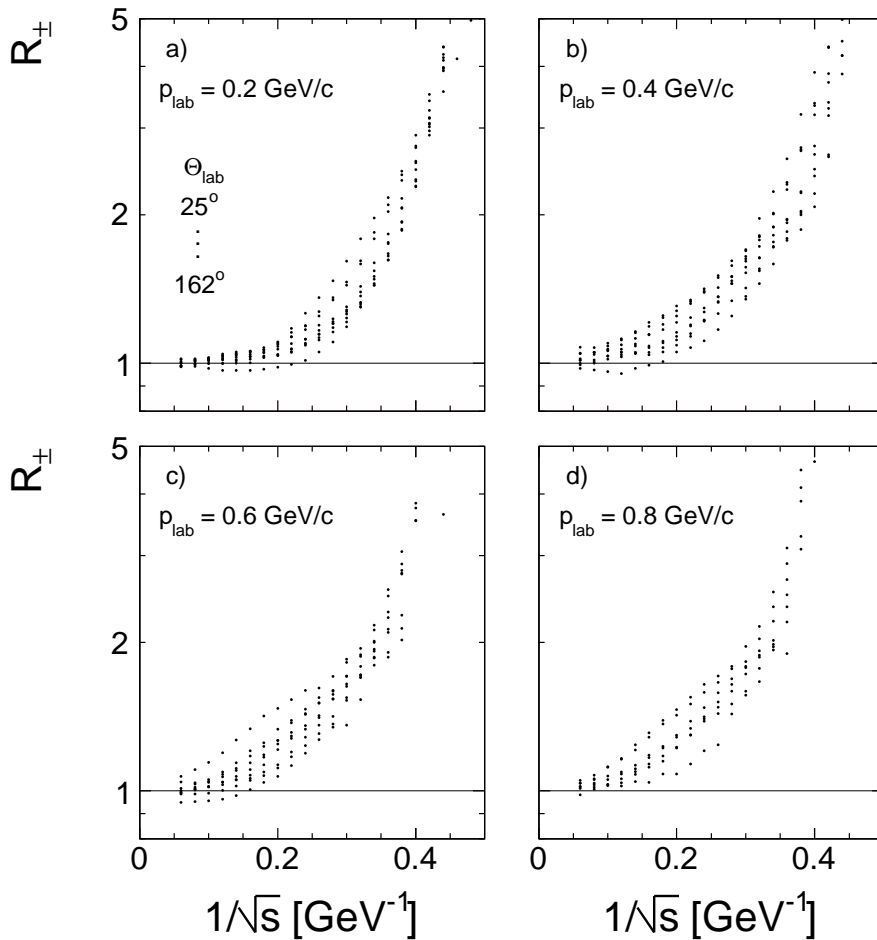 R±
5
2
1
a)
p_lab = 0.2 GeV/c
Θ_lab
25°
162°
b)
p_lab = 0.4 GeV/c
R±
5
2
1
c)
p_lab = 0.6 GeV/c
d)
p_lab = 0.8 GeV/c
0 0.2 0.4
0 0.2 0.4
1/√s [GeV⁻¹]
1/√s [GeV⁻¹]